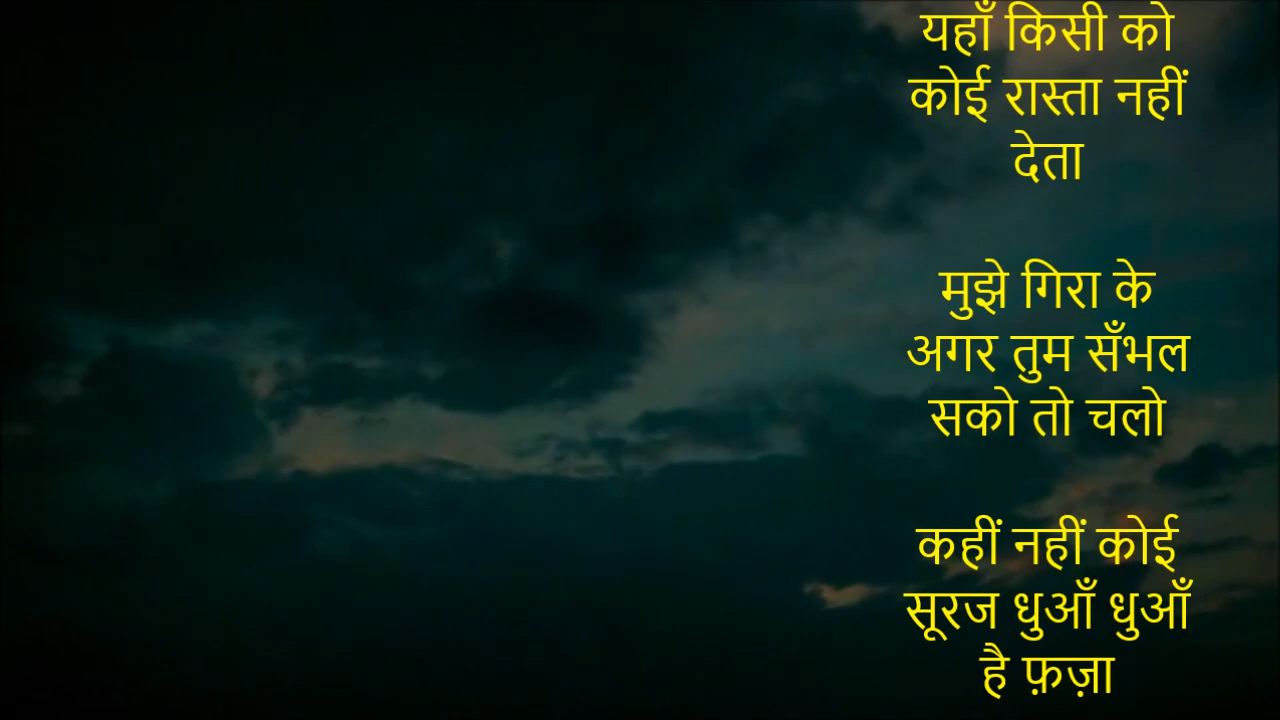 यहाँ किसी को
कोई रास्ता नहीं
देता
मुझे गिरा के
अगर तुम सँभल
सको तो चलो
कहीं नहीं कोई
सूरज धुआँ धुआँ
है फ़ज़ा